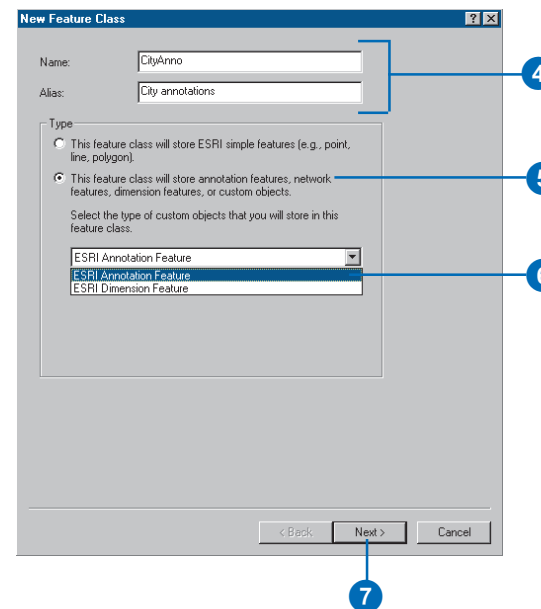 New Feature Class
Name: CityAnno
4
Alias: City annotations
Type
This feature class will store ESRI simple features (e.g., point,
line, polygon).
This feature class will store annotation features, network
5
features, dimension features, or custom objects.
Select the type of custom objects that you will store in this
feature class.
ESRI Annotation Feature
ESRI Annotation Feature
6
ESRI Dimension Feature
< Back
Next >
Cancel
7